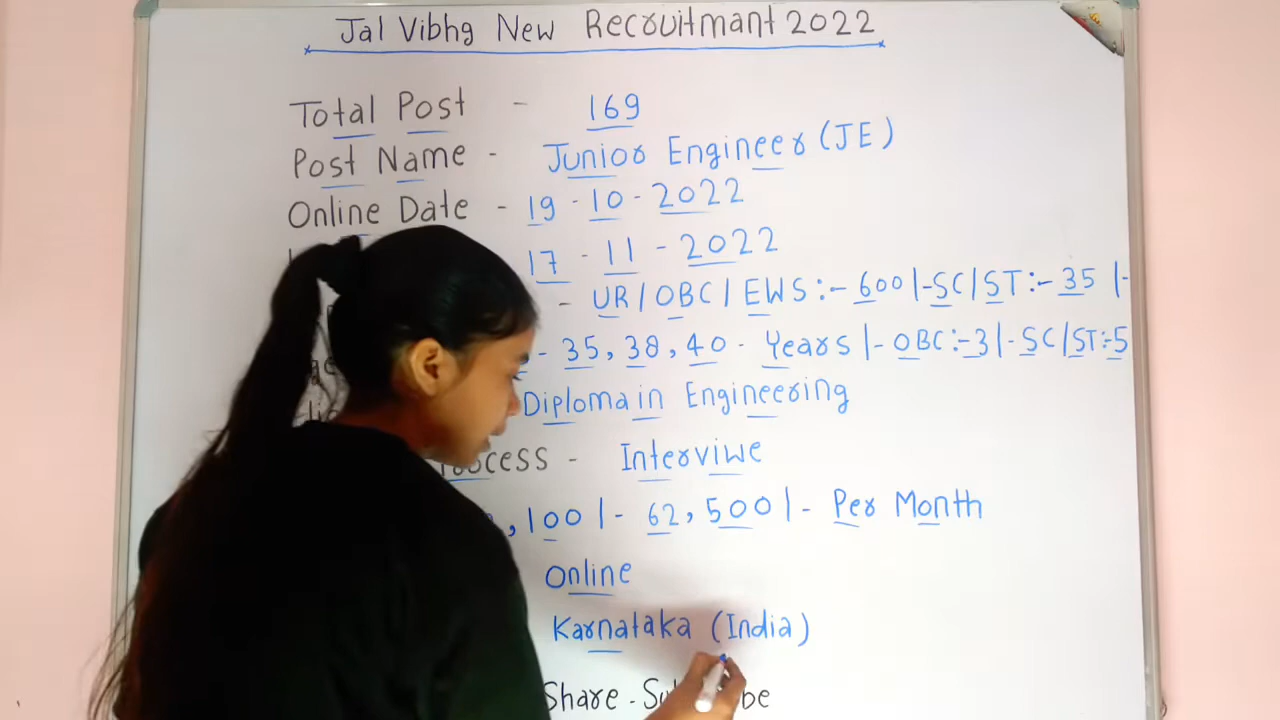 Jal Vibhg New Recruitmant 2022
Total Post - 169
Post Name - Junior Engineer (JE)
Online Date - 19 - 10 - 2022
17 - 11 - 2022
- UR/OBC/EWS:- 600/-SC/ST:- 35/-
- 35, 38, 40 - Years/- OBC:-3/- SC/ST:-5
Diploma in Engineering
Process - Interviwe
,100/- 62,500/- Per Month
Online
Karnataka (India)
Share -